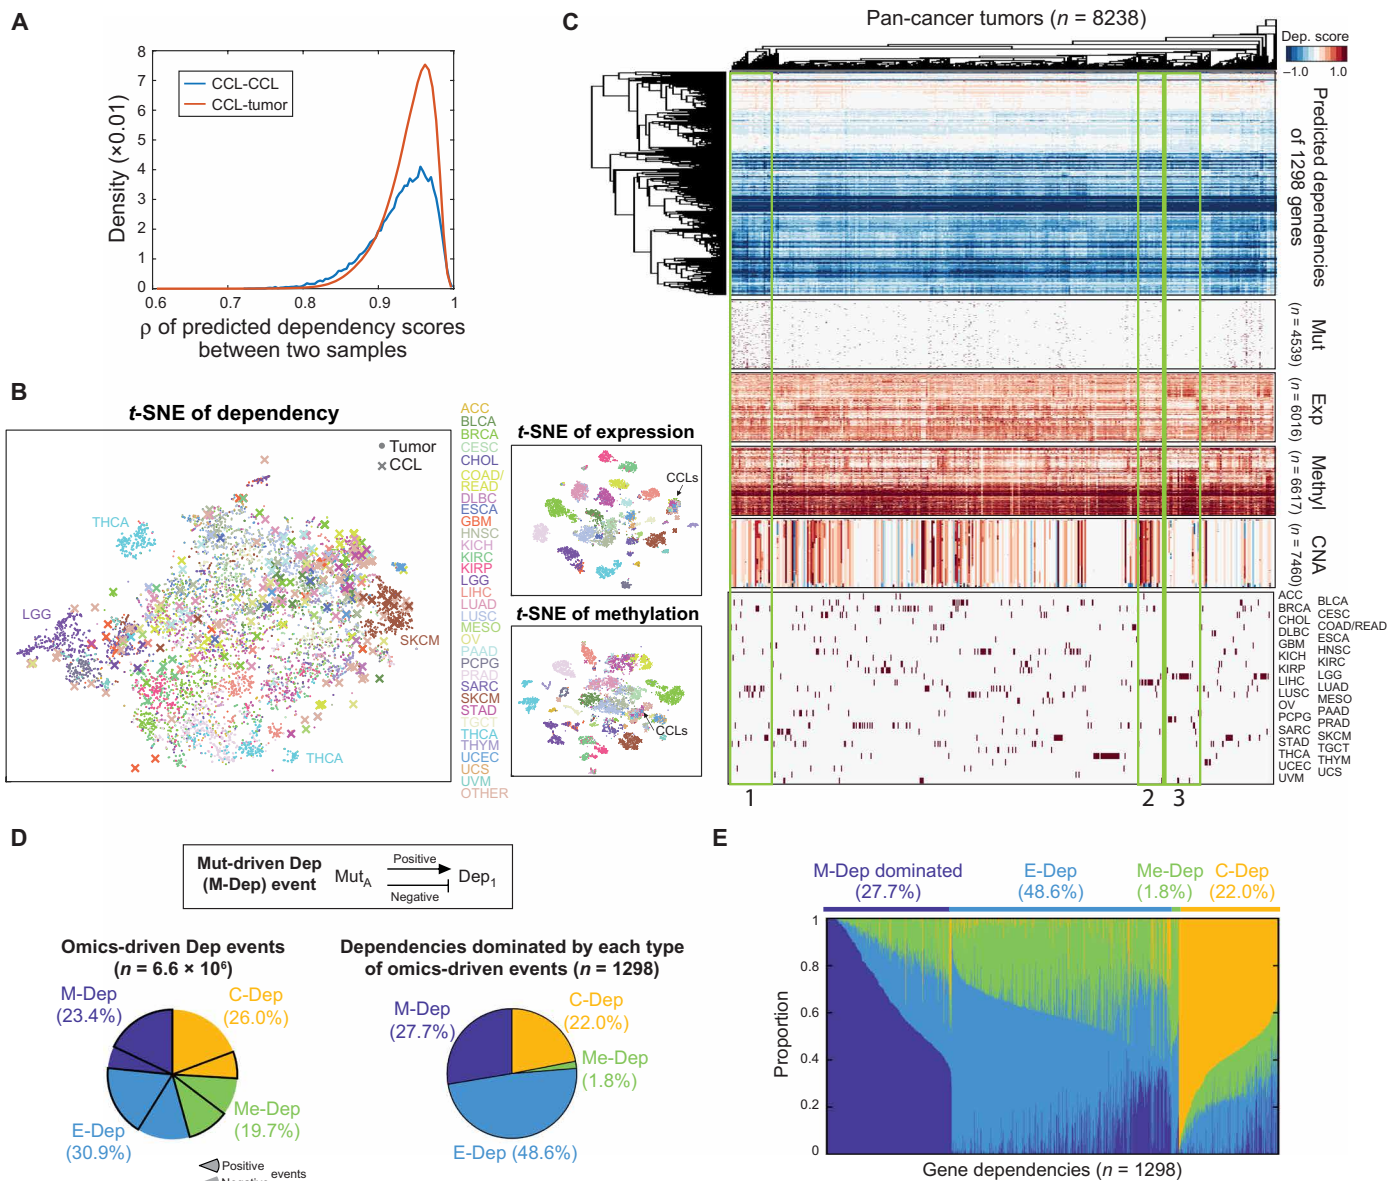 A
8
7
6
5
4
3
2
1
0
Density (×0.01)
CCL-CCL
CCL-tumor
0.6
0.7
0.8
0.9
1
ρ of predicted dependency scores
between two samples
B
t-SNE of dependency
Tumor
CCL
THCA
LGG
SKCM
THCA
ACC
BLCA
BRCA
CESC
CHOL
COAD/
READ
DLBC
ESCA
GBM
HNSC
KICH
KIRC
KIRP
LGG
LIHC
LUAD
LUSC
MESO
OV
PAAD
PCPG
PRAD
SARC
SKCM
STAD
TGCT
THCA
THYM
UCEC
UCS
UVM
OTHER
t-SNE of expression
CCLs
t-SNE of methylation
CCLs
C
Pan-cancer tumors (n = 8238)
Dep. score
−1.0 1.0
Predicted dependencies
of 1298 genes
Mut
(n = 4539)
Exp
(n = 6016)
Methyl
(n = 6617)
CNA
(n = 7460)
ACC
BLCA
BRCA
CESC
CHOL
COAD/READ
DLBC
ESCA
GBM
HNSC
KICH
KIRC
KIRP
LGG
LIHC
LUAD
LUSC
MESO
OV
PAAD
PCPG
PRAD
SARC
SKCM
STAD
TGCT
THCA
THYM
UCEC
UCS
UVM
1
2
3
D
Mut-driven Dep
(M-Dep) event
MutA
Positive
Negative
Dep1
Omics-driven Dep events
(n = 6.6 × 10⁶)
M-Dep
(23.4%)
C-Dep
(26.0%)
Me-Dep
(19.7%)
E-Dep
(30.9%)
Positive
Negative
events
Dependencies dominated by each type
of omics-driven events (n = 1298)
M-Dep
(27.7%)
C-Dep
(22.0%)
Me-Dep
(1.8%)
E-Dep (48.6%)
E
M-Dep dominated
(27.7%)
E-Dep
(48.6%)
Me-Dep
(1.8%)
C-Dep
(22.0%)
1
0.8
0.6
0.4
0.2
0
Proportion
Gene dependencies (n = 1298)